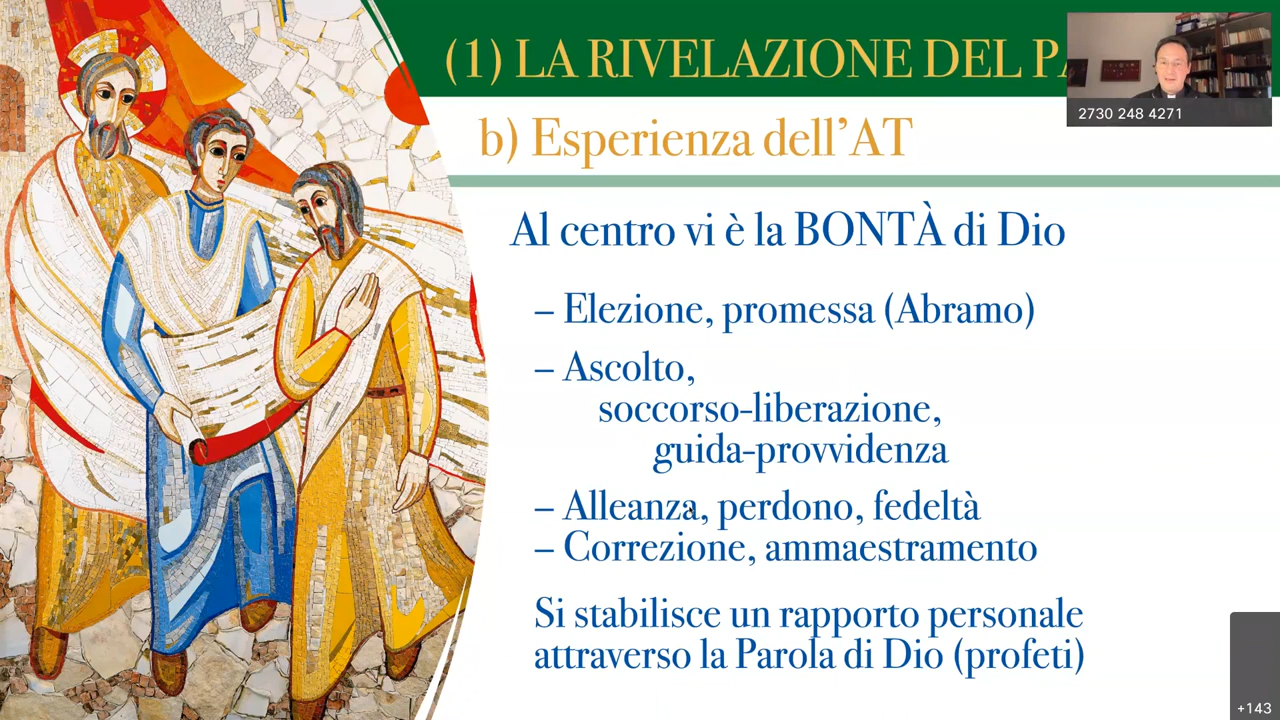 (1) LA RIVELAZIONE DEL
2730 248 4271
b) Esperienza dell'AT
Al centro vi è la BONTÀ di Dio
– Elezione, promessa (Abramo)
– Ascolto,
soccorso-liberazione,
guida-provvidenza
– Alleanza, perdono, fedeltà
– Correzione, ammaestramento
Si stabilisce un rapporto personale
attraverso la Parola di Dio (profeti)
+143